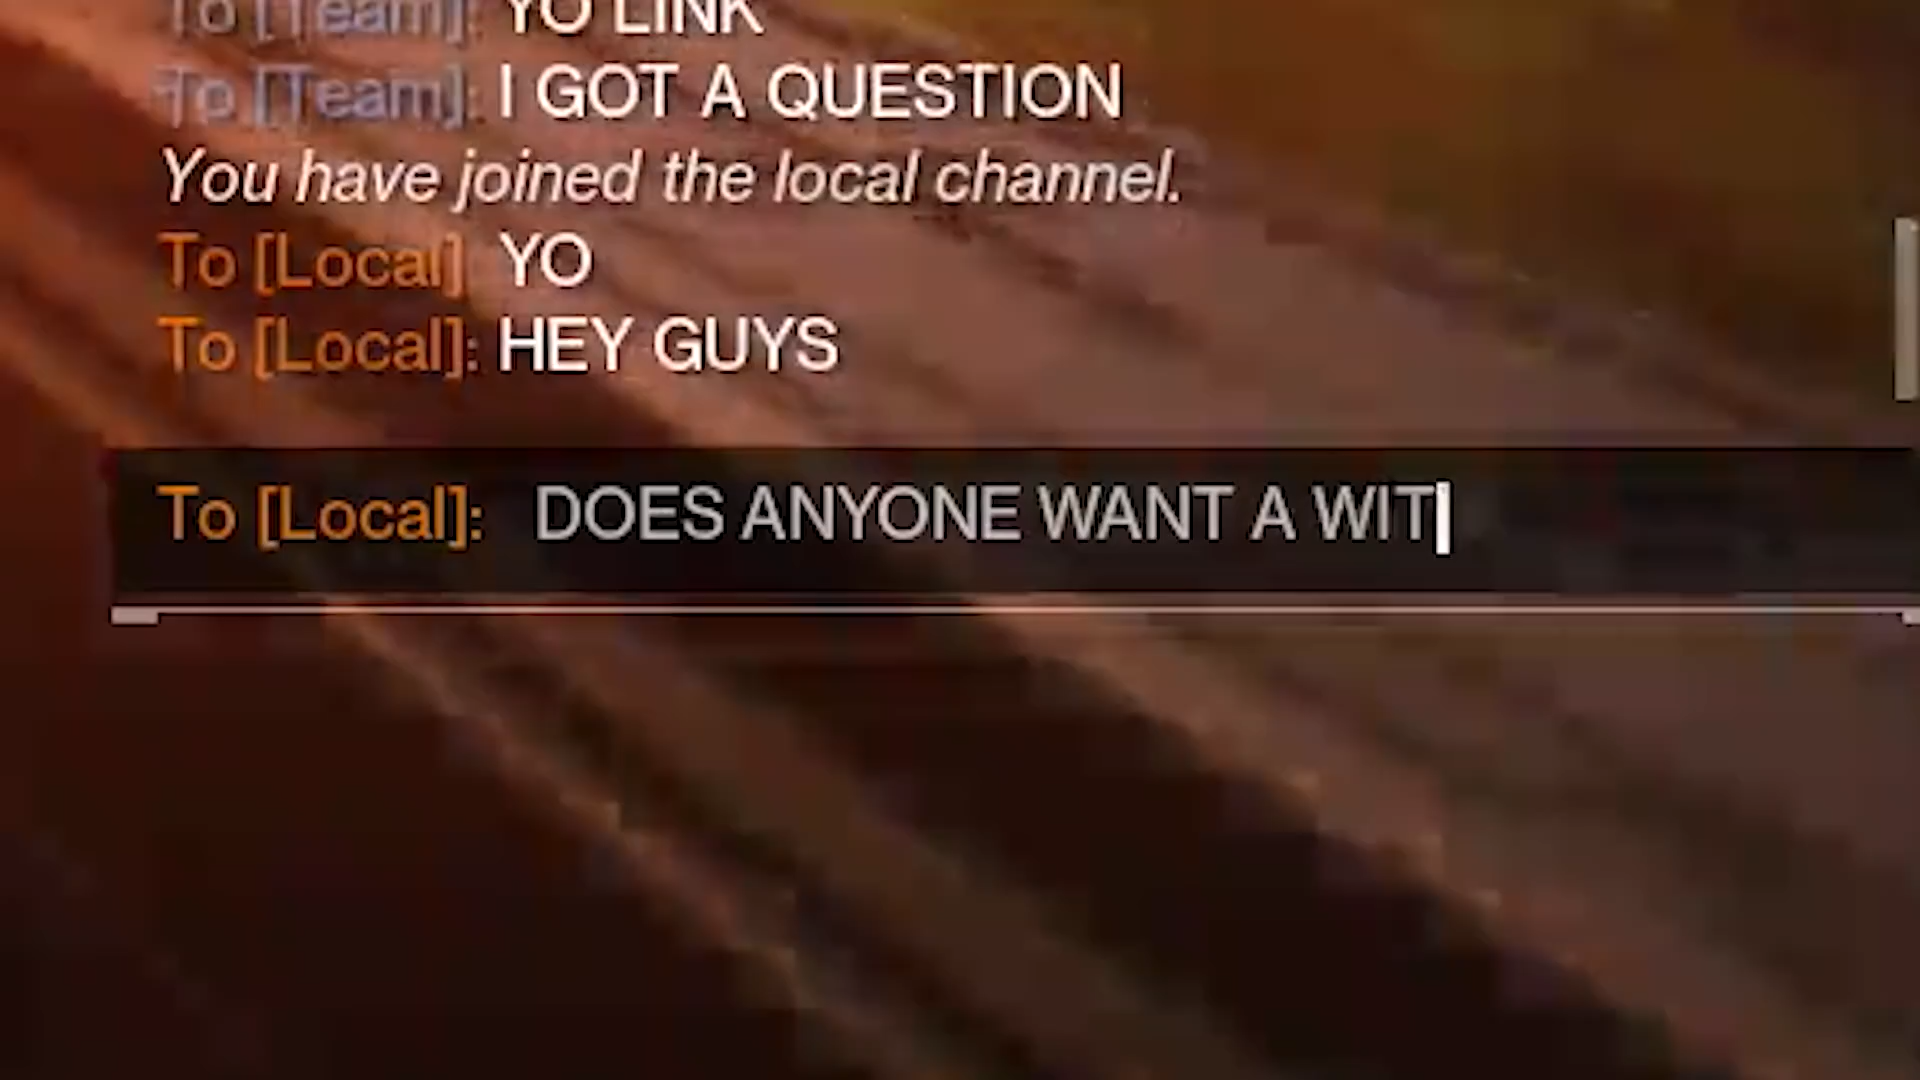 To [Team]: YO LINK
To [Team]: I GOT A QUESTION
You have joined the local channel.
To [Local] YO
To [Local]: HEY GUYS
To [Local]: DOES ANYONE WANT A WIT